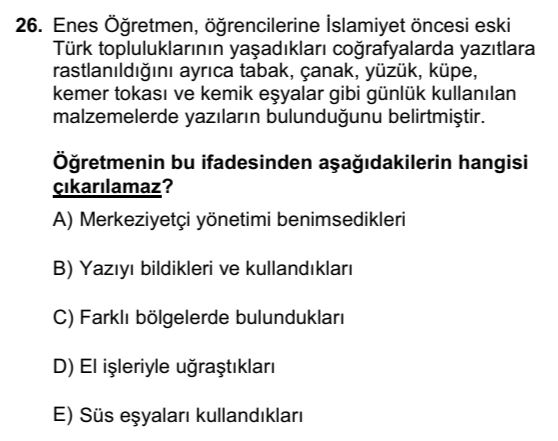 26. Enes Öğretmen, öğrencilerine İslamiyet öncesi eski
Türk topluluklarının yaşadıkları coğrafyalarda yazıtlara
rastlanıldığını ayrıca tabak, çanak, yüzük, küpe,
kemer tokası ve kemik eşyalar gibi günlük kullanılan
malzemelerde yazıların bulunduğunu belirtmiştir.
Öğretmenin bu ifadesinden aşağıdakilerin hangisi
çıkarılamaz?
A) Merkeziyetçi yönetimi benimsedikleri
B) Yazıyı bildikleri ve kullandıkları
C) Farklı bölgelerde bulundukları
D) El işleriyle uğraştıkları
E) Süs eşyaları kullandıkları